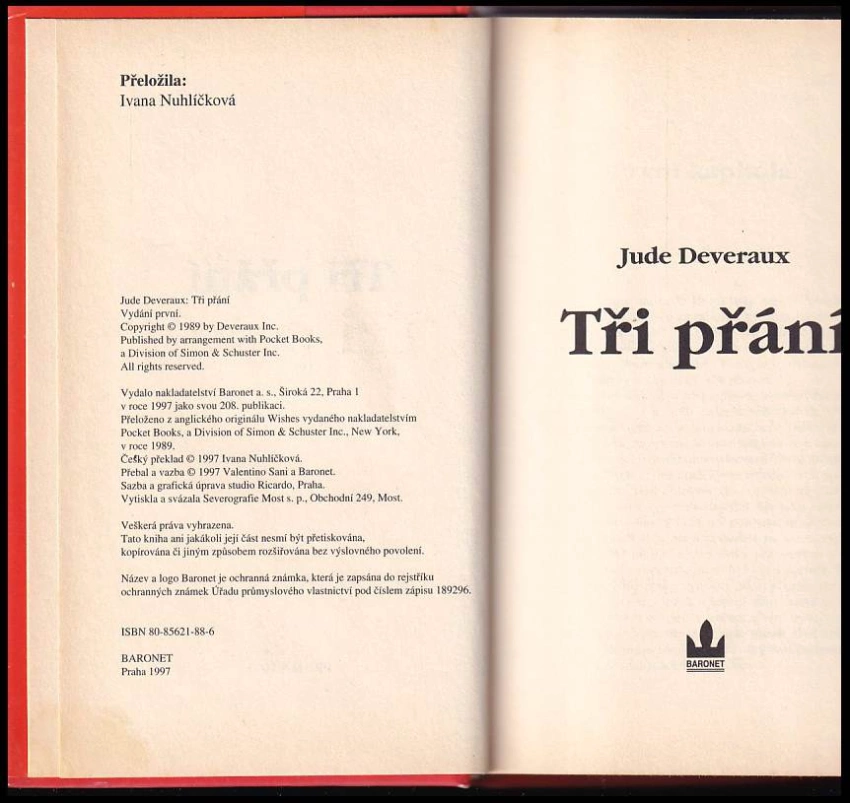 Přeložila:
Ivana Nuhlíčková
Jude Deveraux: Tři přání
Vydání první.
Copyright © 1989 by Deveraux Inc.
Published by arrangement with Pocket Books,
a Division of Simon & Schuster Inc.
All rights reserved.
Vydalo nakladatelství Baronet a. s., Široká 22, Praha 1
v roce 1997 jako svou 208. publikaci.
Přeloženo z anglického originálu Wishes vydaného nakladatelstvím
Pocket Books, a Division of Simon & Schuster Inc., New York,
v roce 1989.
Český překlad © 1997 Ivana Nuhlíčková.
Přebal a vazba © 1997 Valentino Sani a Baronet.
Sazba a grafická úprava studio Ricardo, Praha.
Vytiskla a svázala Severografie Most s. p., Obchodní 249, Most.
Veškerá práva vyhrazena.
Tato kniha ani jakákoli její část nesmí být přetiskována,
kopírována či jiným způsobem rozšiřována bez výslovného povolení.
Název a logo Baronet je ochranná známka, která je zapsána do rejstříku
ochranných známek Úřadu průmyslového vlastnictví pod číslem zápisu 189296.
ISBN 80-85621-88-6
BARONET
Praha 1997
Jude Deveraux
Tři přání
BARONET